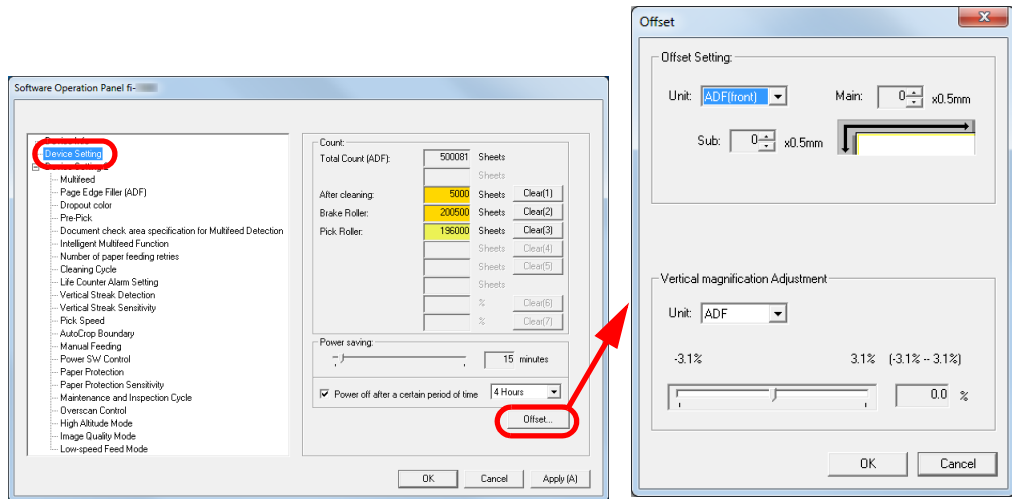 Software Operation Panel fi-
Device Info
Device Setting
Device Setting 2
Multifeed
Page Edge Filler (ADF)
Dropout color
Pre-Pick
Document check area specification for Multifeed Detection
Intelligent Multifeed Function
Number of paper feeding retries
Cleaning Cycle
Life Counter Alarm Setting
Vertical Streak Detection
Vertical Streak Sensitivity
Pick Speed
AutoCrop Boundary
Manual Feeding
Power SW Control
Paper Protection
Paper Protection Sensitivity
Maintenance and Inspection Cycle
Overscan Control
High Altitude Mode
Image Quality Mode
Low-speed Feed Mode
Count:
Total Count (ADF): 500081 Sheets
Sheets
After cleaning: 5000 Sheets Clear(1)
Brake Roller: 200500 Sheets Clear(2)
Pick Roller: 196000 Sheets Clear(3)
Sheets Clear(4)
Sheets Clear(5)
Sheets
% Clear(6)
% Clear(7)
Power saving:
15 minutes
Power off after a certain period of time 4 Hours
Offset...
OK Cancel Apply (A)
Offset
Offset Setting:
Unit: ADF(front) Main: 0 x0.5mm
Sub: 0 x0.5mm
Vertical magnification Adjustment
Unit: ADF
-3.1% 3.1% (-3.1% -- 3.1%)
0.0 %
OK Cancel